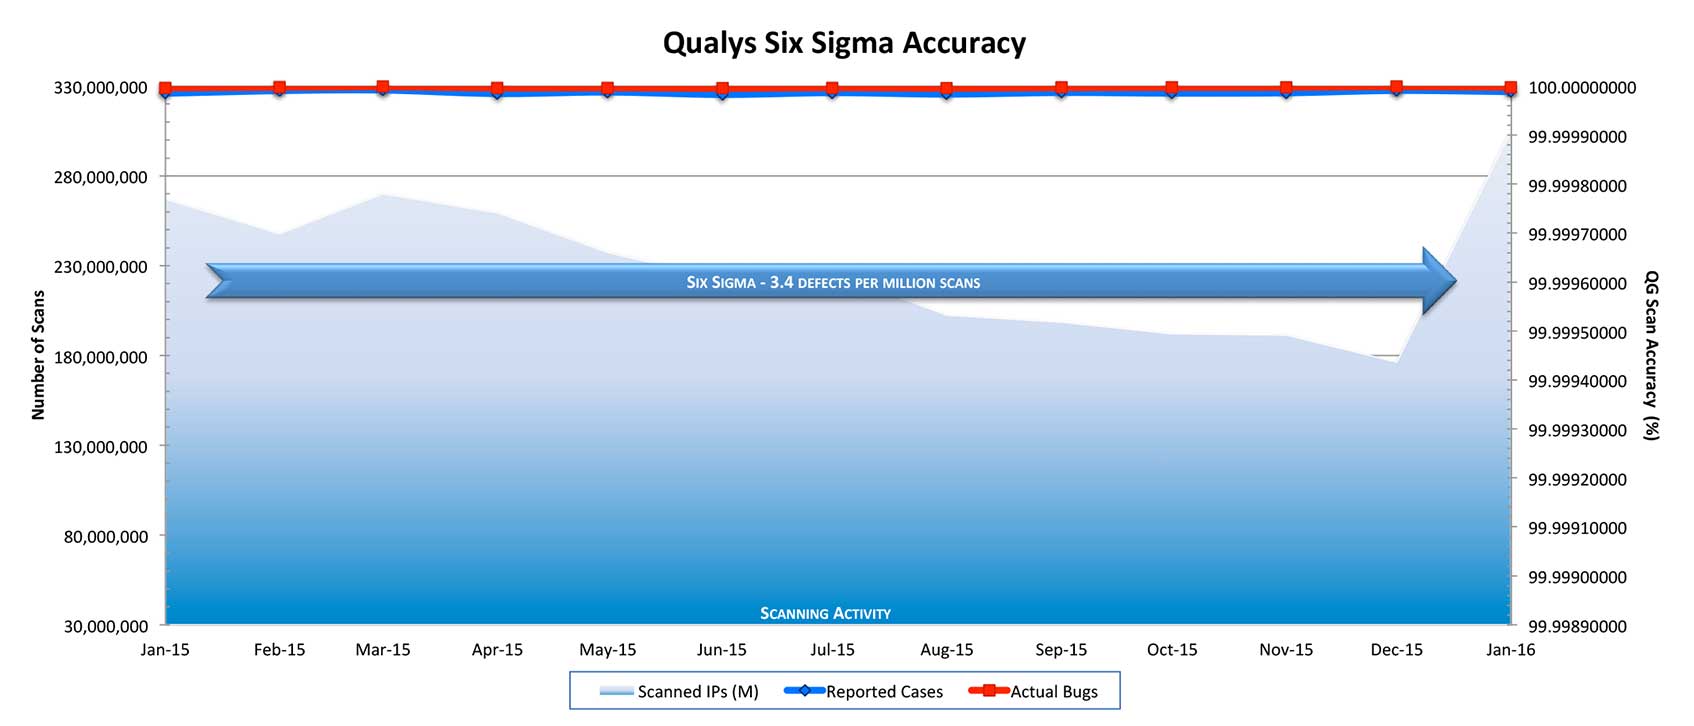 Qualys Six Sigma Accuracy
330,000,000
280,000,000
230,000,000
180,000,000
130,000,000
80,000,000
30,000,000
Number of Scans
100.00000000
99.99990000
99.99980000
99.99970000
99.99960000
99.99950000
99.99940000
99.99930000
99.99920000
99.99910000
99.99900000
99.99890000
QG Scan Accuracy (%)
Six Sigma - 3.4 defects per million scans
Scanning Activity
Jan-15 Feb-15 Mar-15 Apr-15 May-15 Jun-15 Jul-15 Aug-15 Sep-15 Oct-15 Nov-15 Dec-15 Jan-16
Scanned IPs (M) Reported Cases Actual Bugs